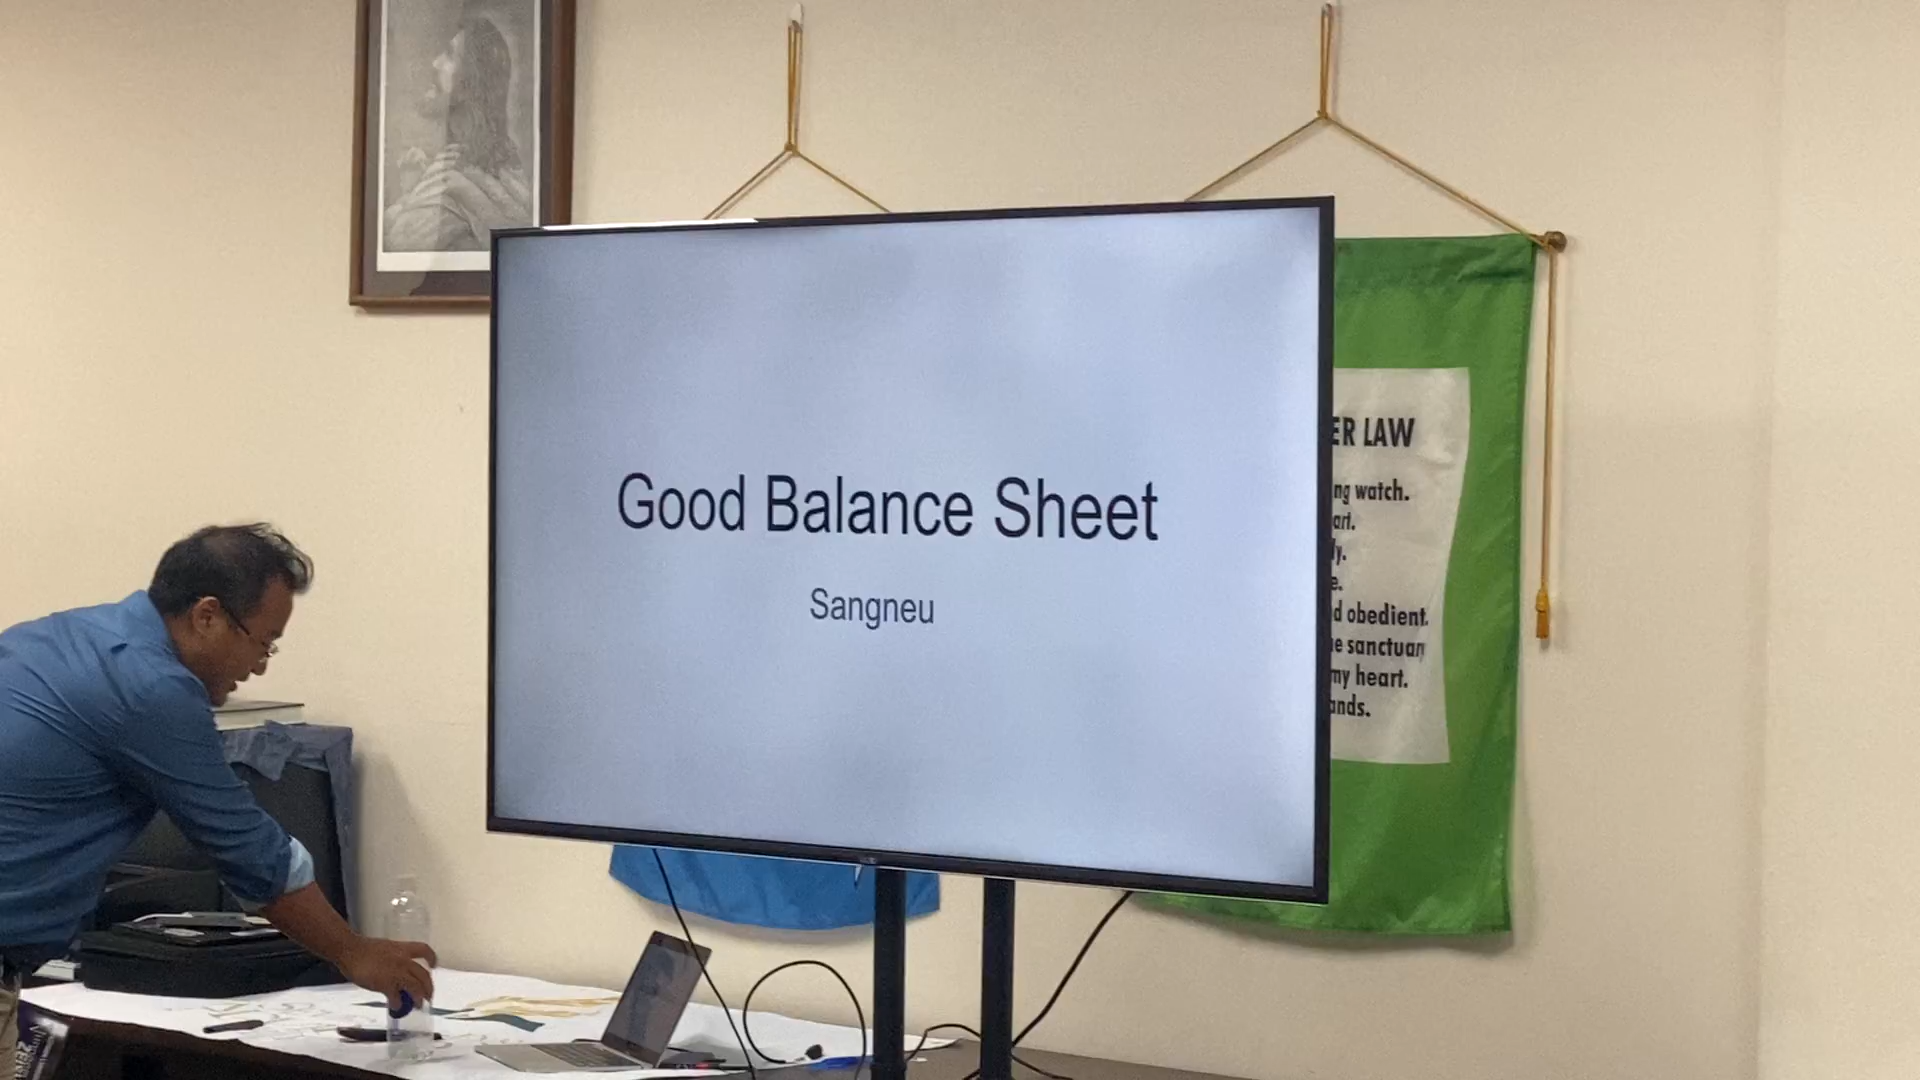 Good Balance Sheet
Sangneu
ER LAW
ng watch.
art.
ly.
e.
d obedient.
e sanctuary
my heart.
ands.